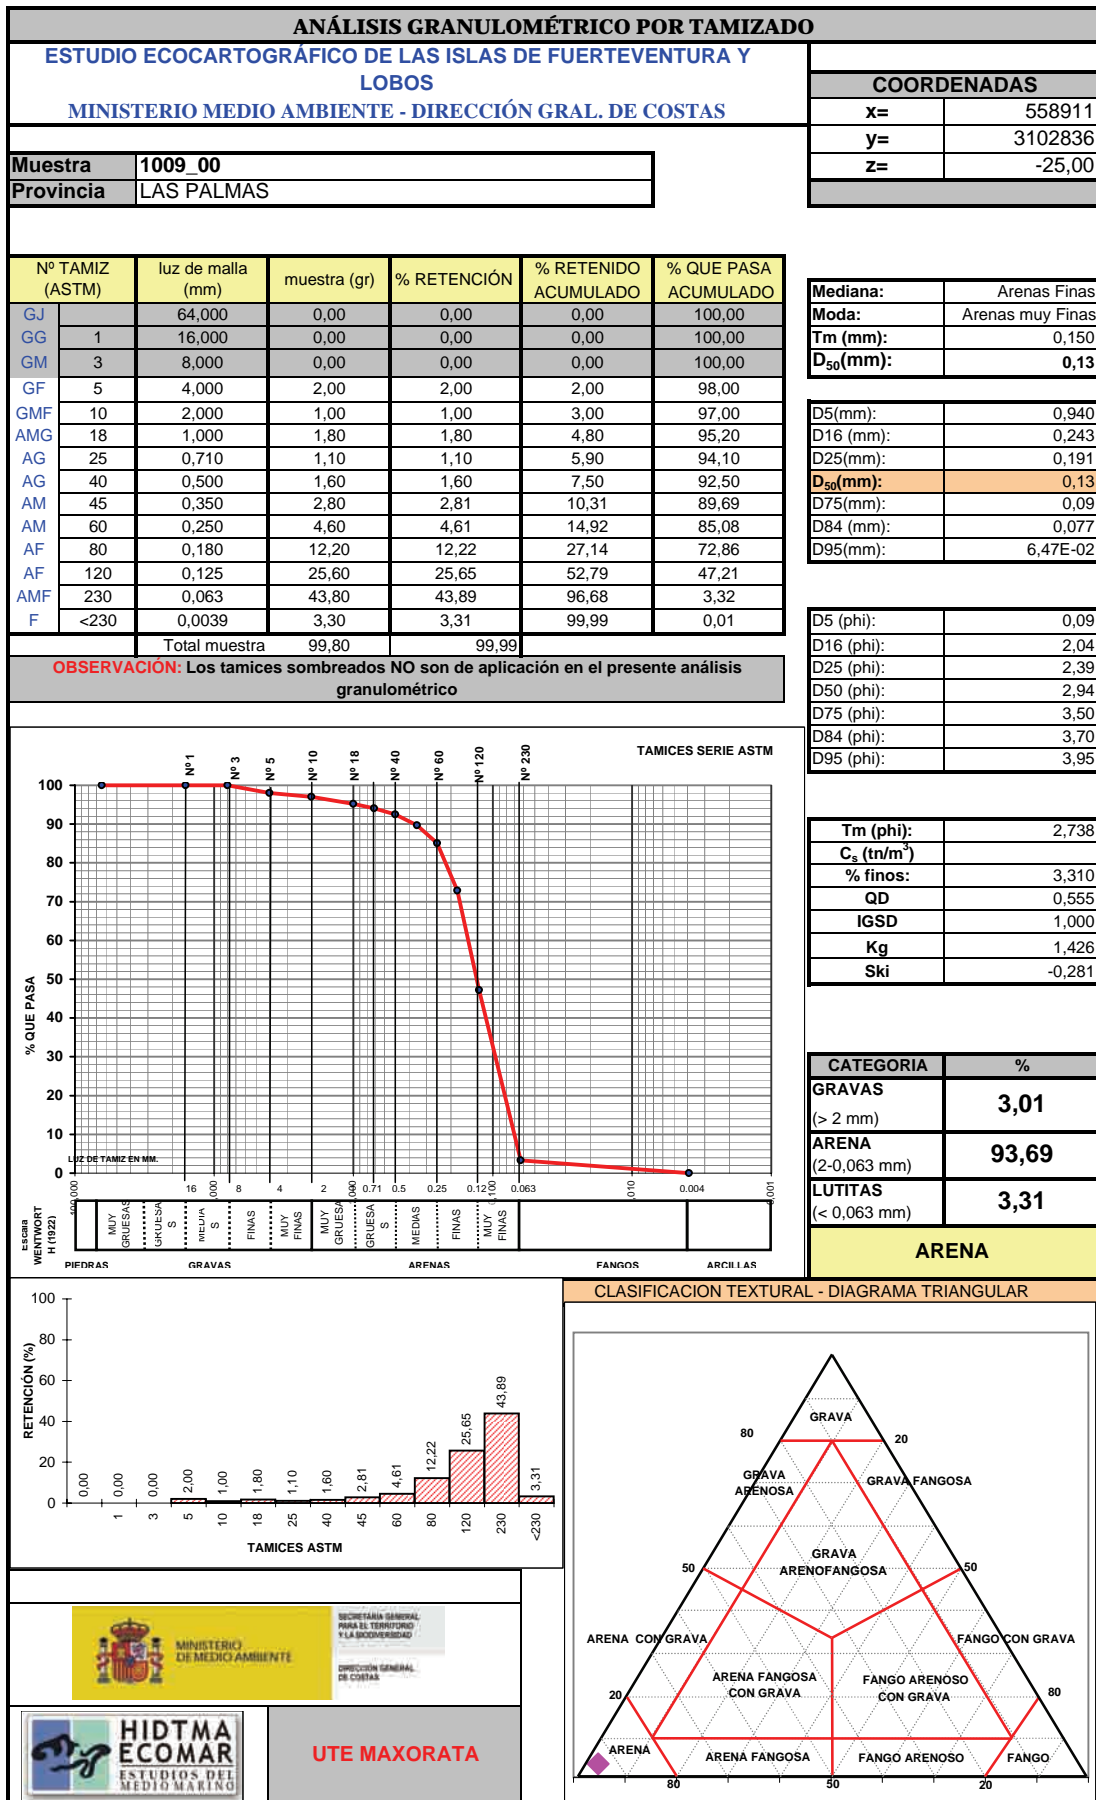 ANÁLISIS GRANULOMÉTRICO POR TAMIZADO
ESTUDIO ECOCARTOGRÁFICO DE LAS ISLAS DE FUERTEVENTURA Y
LOBOS
MINISTERIO MEDIO AMBIENTE - DIRECCIÓN GRAL. DE COSTAS
COORDENADAS
x= 558911
y= 3102836
z= -25,00
Muestra 1009_00
Provincia LAS PALMAS
Nº TAMIZ (ASTM) luz de malla (mm) muestra (gr) % RETENCIÓN % RETENIDO ACUMULADO % QUE PASA ACUMULADO
GJ 64,000 0,00 0,00 0,00 100,00
GG 1 16,000 0,00 0,00 0,00 100,00
GM 3 8,000 0,00 0,00 0,00 100,00
GF 5 4,000 2,00 2,00 2,00 98,00
GMF 10 2,000 1,00 1,00 3,00 97,00
AMG 18 1,000 1,80 1,80 4,80 95,20
AG 25 0,710 1,10 1,10 5,90 94,10
AG 40 0,500 1,60 1,60 7,50 92,50
AM 45 0,350 2,80 2,81 10,31 89,69
AM 60 0,250 4,60 4,61 14,92 85,08
AF 80 0,180 12,20 12,22 27,14 72,86
AF 120 0,125 25,60 25,65 52,79 47,21
AMF 230 0,063 43,80 43,89 96,68 3,32
F <230 0,0039 3,30 3,31 99,99 0,01
Total muestra 99,80 99,99
OBSERVACIÓN: Los tamices sombreados NO son de aplicación en el presente análisis
granulométrico
Mediana: Arenas Finas
Moda: Arenas muy Finas
Tm (mm): 0,150
D50(mm): 0,13
D5(mm): 0,940
D16 (mm): 0,243
D25(mm): 0,191
D50(mm): 0,13
D75(mm): 0,09
D84 (mm): 0,077
D95(mm): 6,47E-02
D5 (phi): 0,09
D16 (phi): 2,04
D25 (phi): 2,39
D50 (phi): 2,94
D75 (phi): 3,50
D84 (phi): 3,70
D95 (phi): 3,95
Tm (phi): 2,738
Cs (tn/m3)
% finos: 3,310
QD 0,555
IGSD 1,000
Kg 1,426
Ski -0,281
CATEGORIA %
GRAVAS (> 2 mm) 3,01
ARENA (2-0,063 mm) 93,69
LUTITAS (< 0,063 mm) 3,31
ARENA
TAMICES SERIE ASTM
Nº 1 Nº 3 Nº 5 Nº 10 Nº 18 Nº 40 Nº 60 Nº 120 Nº 230
% QUE PASA
100
90
80
70
60
50
40
30
20
10
0
LUZ DE TAMIZ EN MM.
16 8 4 2 0.71 0.5 0.25 0.12 0.063 0.004
MUY GRUESAS GRUESA S MEDIA S FINAS MUY FINAS MUY GRUESA GRUESA S MEDIAS FINAS MUY FINAS
Escala WENTWORT H (1922)
PIEDRAS GRAVAS ARENAS FANGOS ARCILLAS
RETENCIÓN (%)
100
80
60
40
20
0
0,00 0,00 0,00 2,00 1,00 1,80 1,10 1,60 2,81 4,61 12,22 25,65 43,89 3,31
1 3 5 10 18 25 40 45 60 80 120 230 <230
TAMICES ASTM
CLASIFICACION TEXTURAL - DIAGRAMA TRIANGULAR
GRAVA
80 20
GRAVA ARENOSA
GRAVA FANGOSA
GRAVA ARENOFANGOSA
50 50
ARENA CON GRAVA
FANGO CON GRAVA
ARENA FANGOSA CON GRAVA
FANGO ARENOSO CON GRAVA
20 80
ARENA
ARENA FANGOSA
FANGO ARENOSO
FANGO
80 50 20
MINISTERIO
DE MEDIO AMBIENTE
SECRETARÍA GENERAL
PARA EL TERRITORIO
Y LA BIODIVERSIDAD
DIRECCIÓN GENERAL
DE COSTAS
HIDTMA
ECOMAR
ESTUDIOS DEL
MEDIO MARINO
UTE MAXORATA